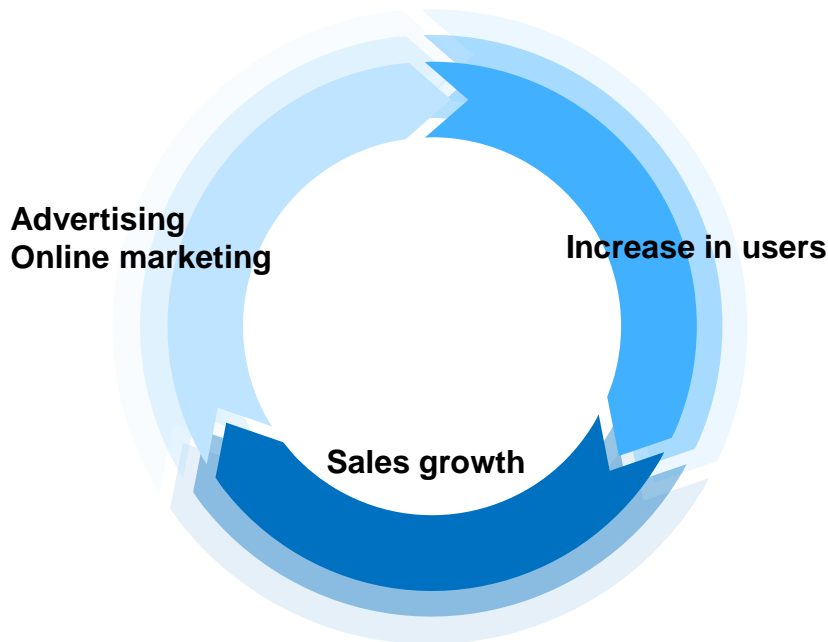 Advertising
Online marketing
Increase in users
Sales growth